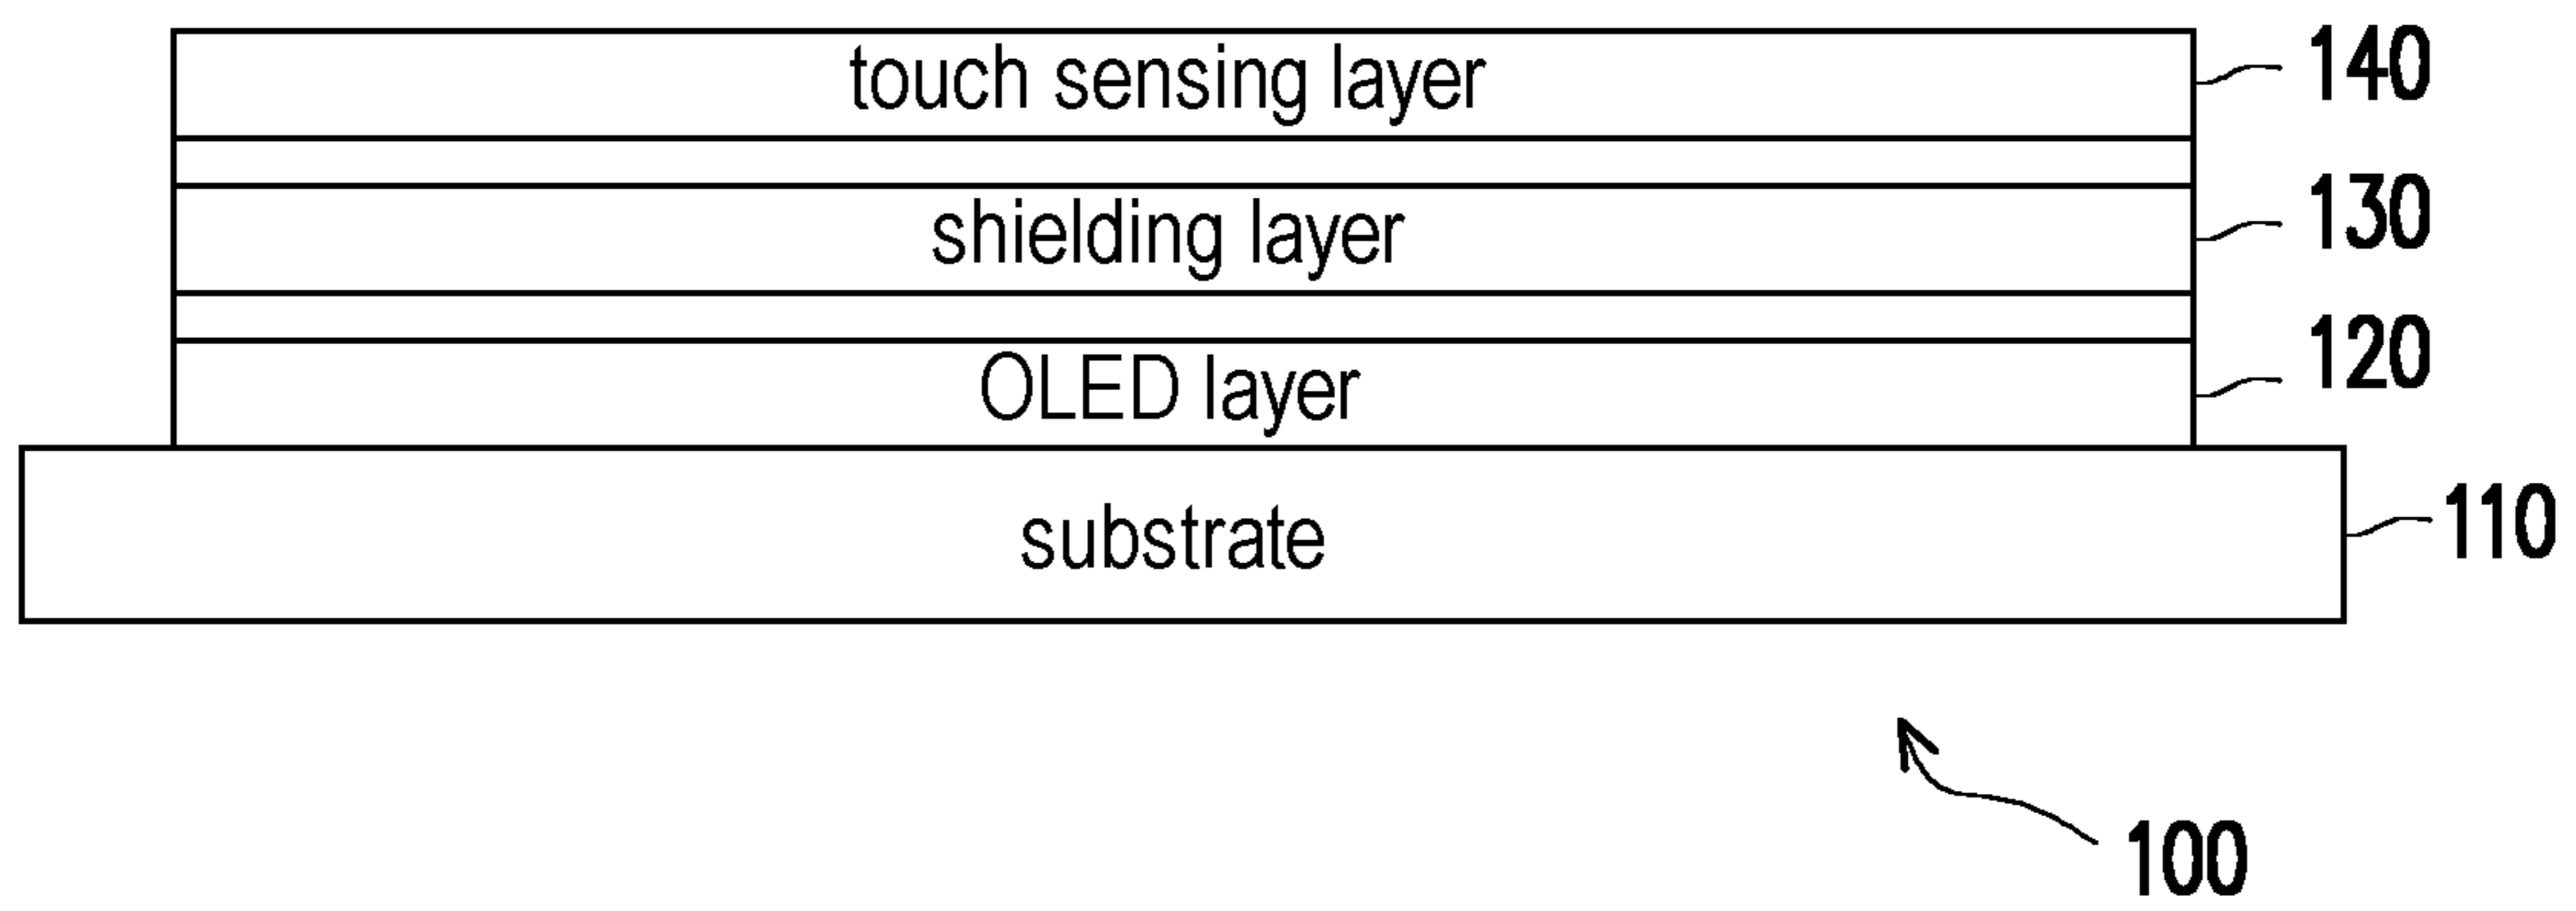 touch sensing layer 140
shielding layer 130
OLED layer 120
substrate 110
100